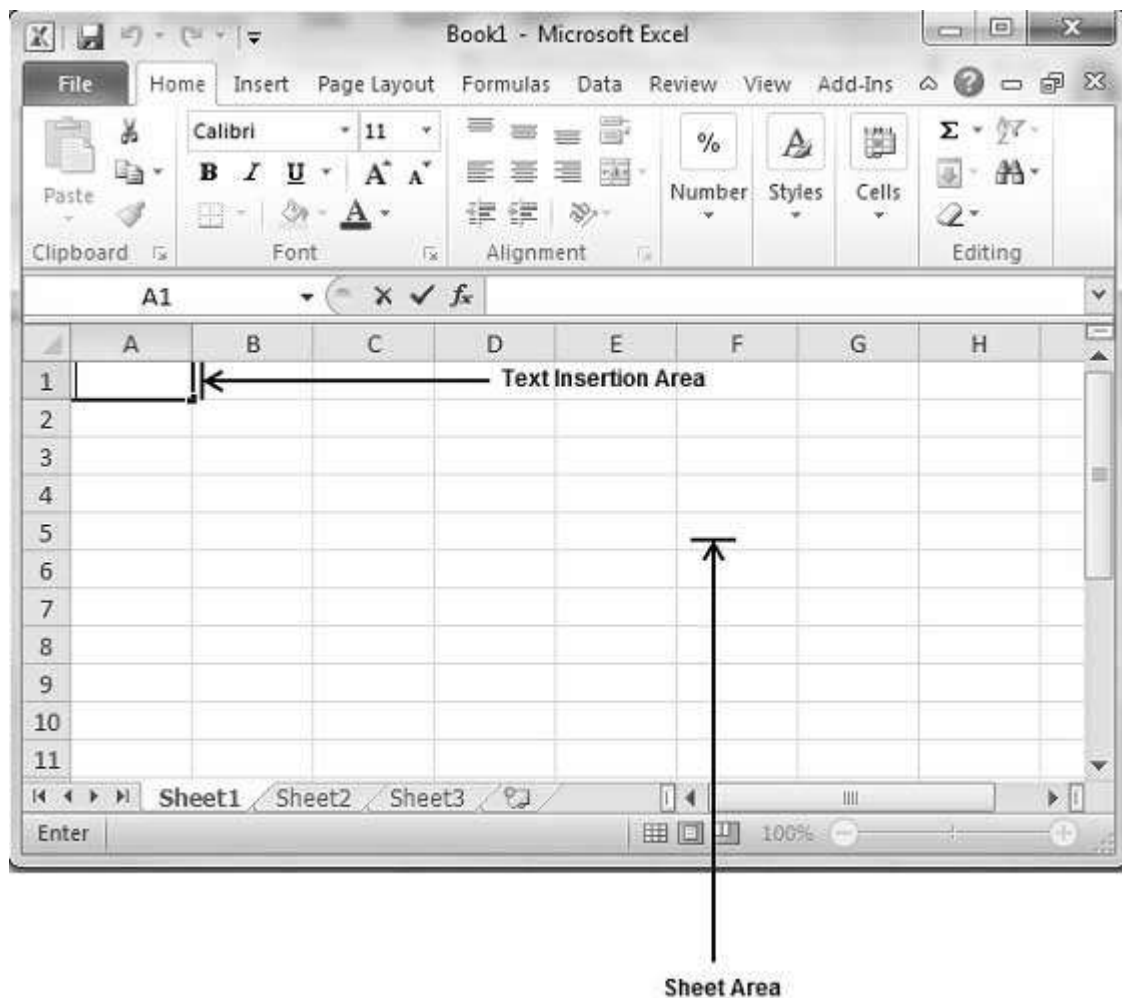 Book1 - Microsoft Excel
File Home Insert Page Layout Formulas Data Review View Add-Ins
Calibri 11
B I U A A
% A Σ
Paste Number Styles Cells
A
Clipboard Font Alignment Editing
A1 fx
A B C D E F G H
1 Text Insertion Area
2
3
4
5
6
7
8
9
10
11
Sheet1 Sheet2 Sheet3
Enter 100%
Sheet Area